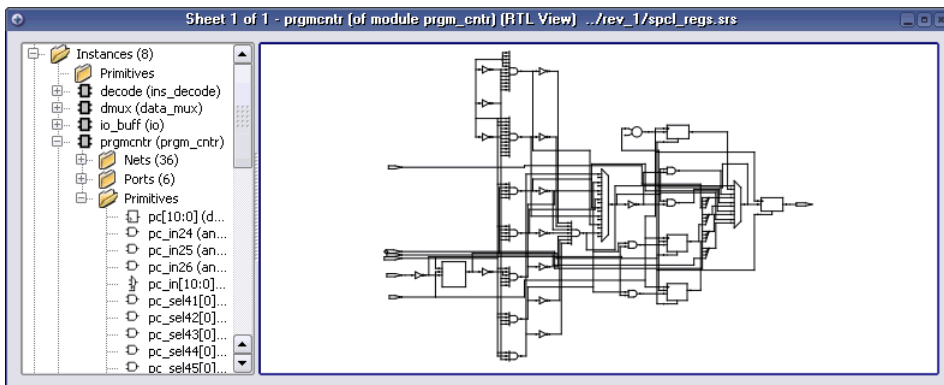 Sheet 1 of 1 - prgmcntr (of module prgm_cntr) (RTL View) ../rev_1/spcl_regs.srs
Instances (8)
Primitives
decode (ins_decode)
dmux (data_mux)
io_buff (io)
prgmcntr (prgm_cntr)
Nets (36)
Ports (6)
Primitives
pc[10:0] (d...
pc_in24 (an...
pc_in25 (an...
pc_in26 (an...
pc_in[10:0]...
pc_sel41[0]...
pc_sel42[0]...
pc_sel43[0]...
pc_sel44[0]...
pc_sel45[0]...